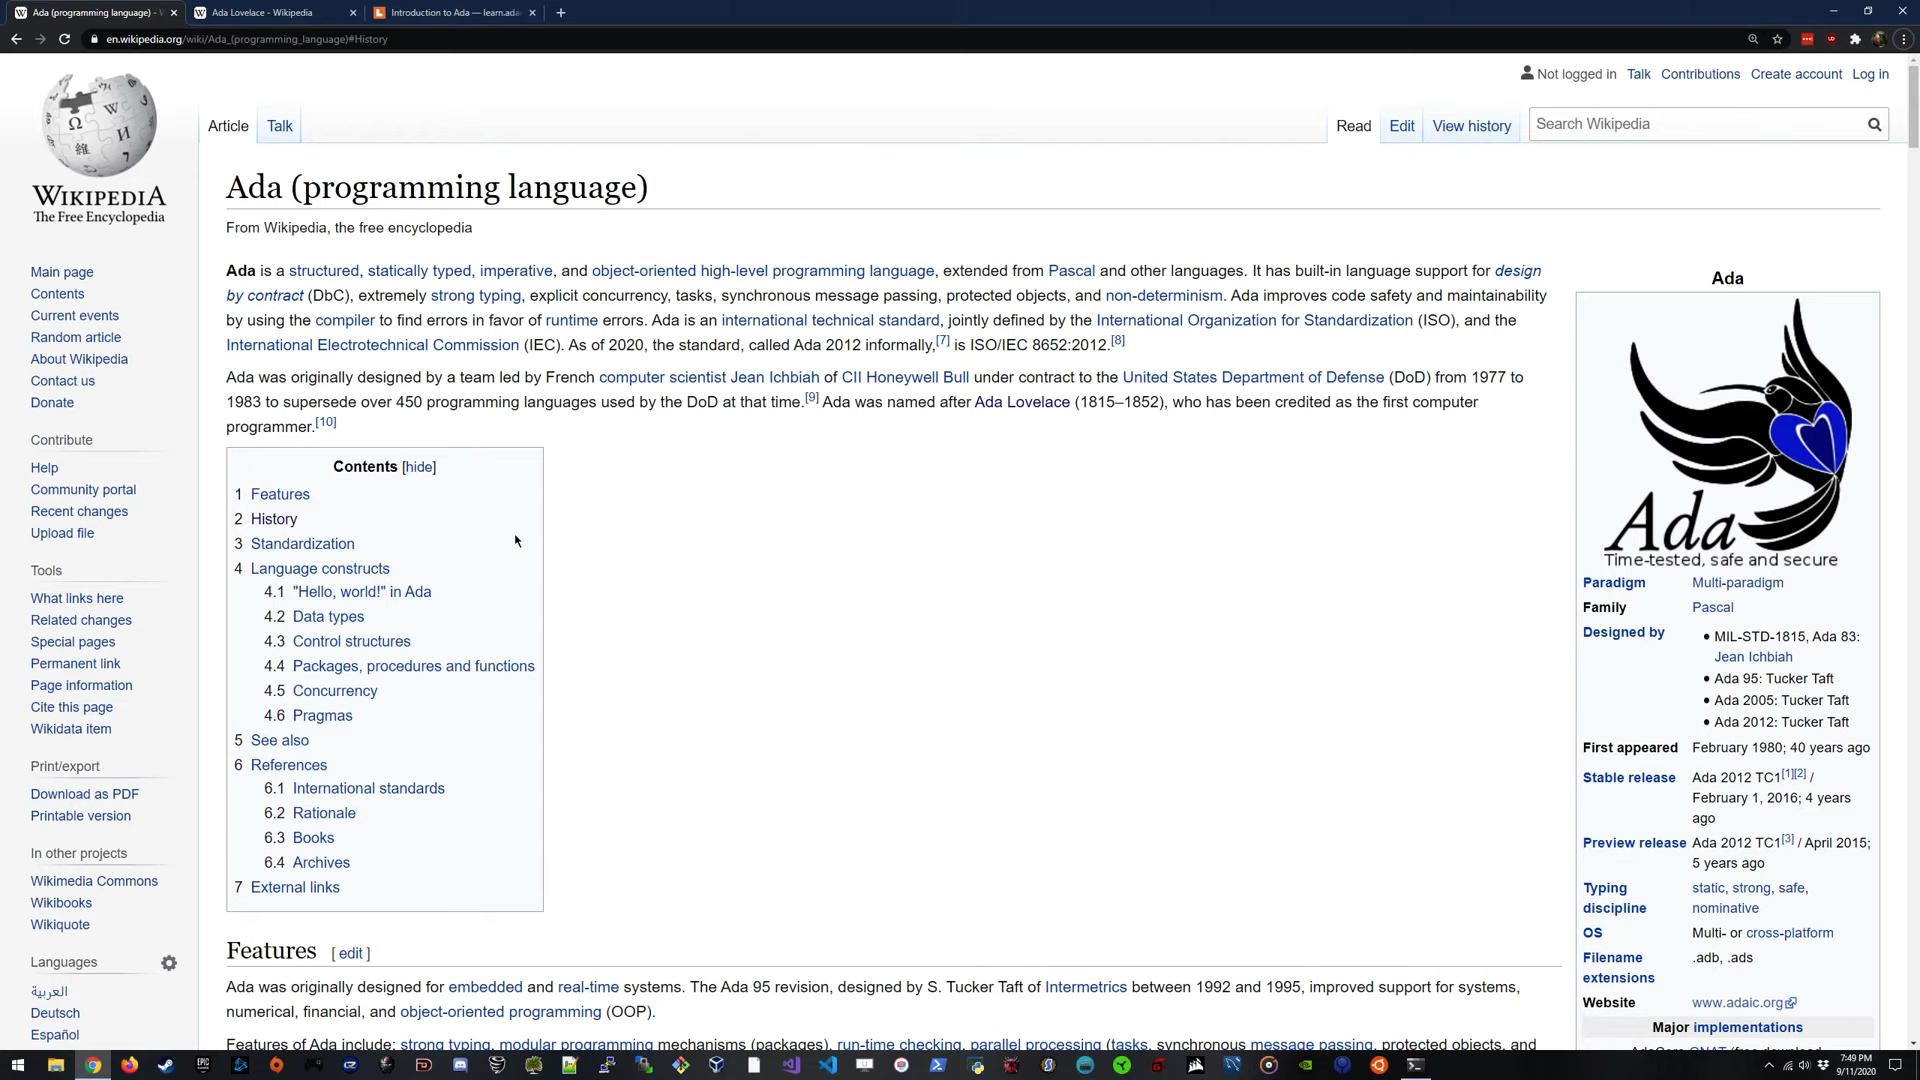 Ada (programming language) - W
Ada Lovelace - Wikipedia
Introduction to Ada — learn.ada
en.wikipedia.org/wiki/Ada_(programming_language)#History
Not logged in Talk Contributions Create account Log in
Article Talk
Read Edit View history
Search Wikipedia
WIKIPEDIA
The Free Encyclopedia
Main page
Contents
Current events
Random article
About Wikipedia
Contact us
Donate
Contribute
Help
Community portal
Recent changes
Upload file
Tools
What links here
Related changes
Special pages
Permanent link
Page information
Cite this page
Wikidata item
Print/export
Download as PDF
Printable version
In other projects
Wikimedia Commons
Wikibooks
Wikiquote
Languages
العربية
Deutsch
Español
Ada (programming language)
From Wikipedia, the free encyclopedia
Ada is a structured, statically typed, imperative, and object-oriented high-level programming language, extended from Pascal and other languages. It has built-in language support for design
by contract (DbC), extremely strong typing, explicit concurrency, tasks, synchronous message passing, protected objects, and non-determinism. Ada improves code safety and maintainability
by using the compiler to find errors in favor of runtime errors. Ada is an international technical standard, jointly defined by the International Organization for Standardization (ISO), and the
International Electrotechnical Commission (IEC). As of 2020, the standard, called Ada 2012 informally,[7] is ISO/IEC 8652:2012.[8]
Ada was originally designed by a team led by French computer scientist Jean Ichbiah of CII Honeywell Bull under contract to the United States Department of Defense (DoD) from 1977 to
1983 to supersede over 450 programming languages used by the DoD at that time.[9] Ada was named after Ada Lovelace (1815–1852), who has been credited as the first computer
programmer.[10]
Contents [hide]
1 Features
2 History
3 Standardization
4 Language constructs
4.1 "Hello, world!" in Ada
4.2 Data types
4.3 Control structures
4.4 Packages, procedures and functions
4.5 Concurrency
4.6 Pragmas
5 See also
6 References
6.1 International standards
6.2 Rationale
6.3 Books
6.4 Archives
7 External links
Features [ edit ]
Ada was originally designed for embedded and real-time systems. The Ada 95 revision, designed by S. Tucker Taft of Intermetrics between 1992 and 1995, improved support for systems,
numerical, financial, and object-oriented programming (OOP).
Features of Ada include: strong typing, modular programming mechanisms (packages), run-time checking, parallel processing (tasks, synchronous message passing, protected objects, and
Ada
Ada
Time-tested, safe and secure
Paradigm Multi-paradigm
Family Pascal
Designed by • MIL-STD-1815, Ada 83:
Jean Ichbiah
• Ada 95: Tucker Taft
• Ada 2005: Tucker Taft
• Ada 2012: Tucker Taft
First appeared February 1980; 40 years ago
Stable release Ada 2012 TC1[1][2] /
February 1, 2016; 4 years
ago
Preview release Ada 2012 TC1[3] / April 2015;
5 years ago
Typing static, strong, safe,
discipline nominative
OS Multi- or cross-platform
Filename .adb, .ads
extensions
Website www.adaic.org
Major implementations
7:49 PM
9/11/2020